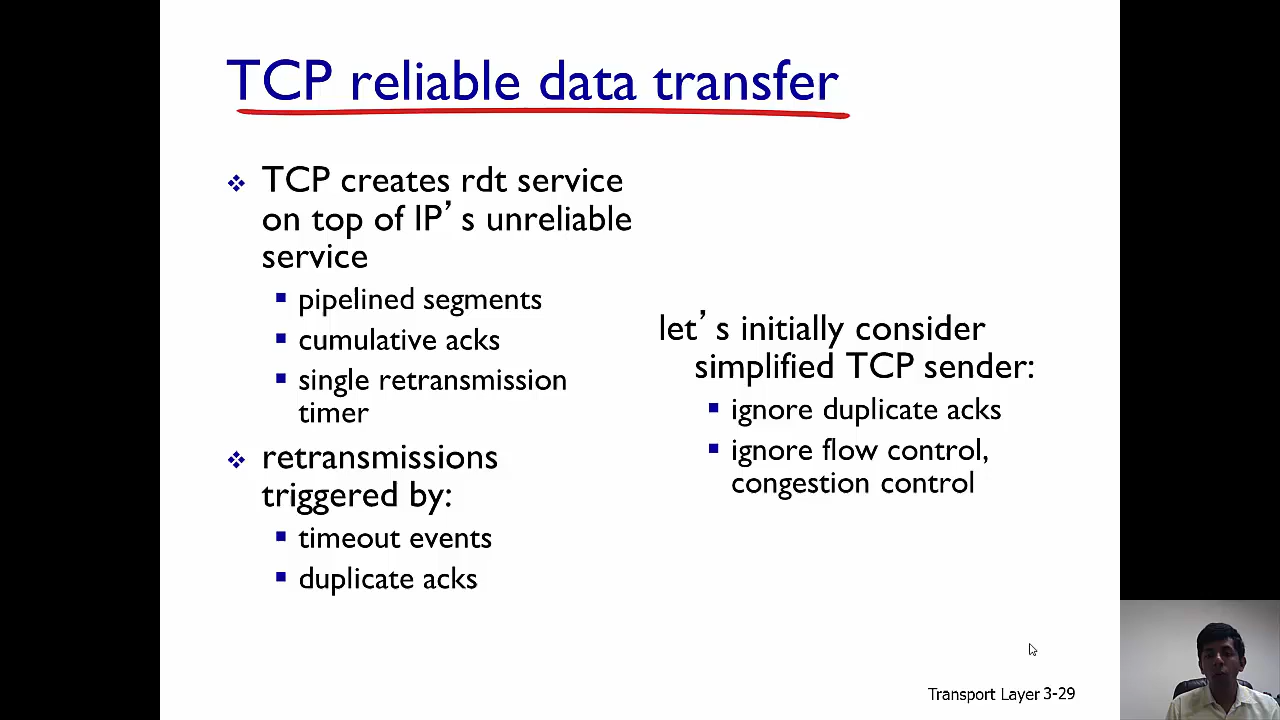 TCP reliable data transfer
TCP creates rdt service
on top of IP’s unreliable
service
pipelined segments
cumulative acks
single retransmission
timer
retransmissions
triggered by:
timeout events
duplicate acks
let’s initially consider
simplified TCP sender:
ignore duplicate acks
ignore flow control,
congestion control
Transport Layer 3-29